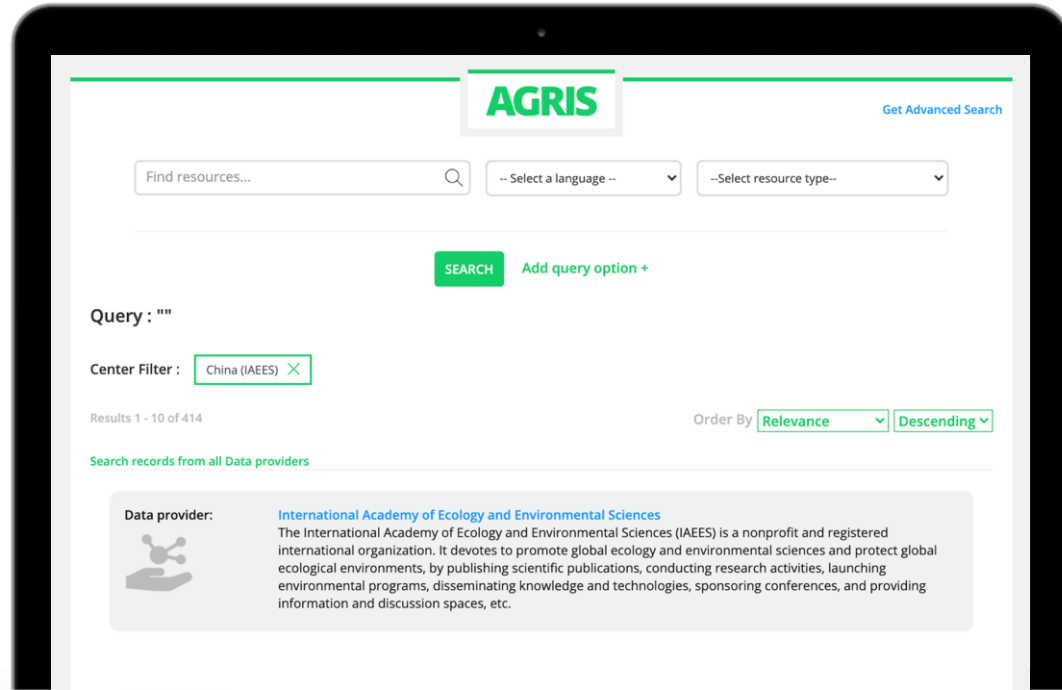 AGRIS
Get Advanced Search
Find resources...
-- Select a language --
--Select resource type--
SEARCH
Add query option +
Query : ""
Center Filter :
China (IAEES)
Results 1 - 10 of 414
Order By
Relevance
Descending
Search records from all Data providers
Data provider:
International Academy of Ecology and Environmental Sciences
The International Academy of Ecology and Environmental Sciences (IAEES) is a nonprofit and registered
international organization. It devotes to promote global ecology and environmental sciences and protect global
ecological environments, by publishing scientific publications, conducting research activities, launching
environmental programs, disseminating knowledge and technologies, sponsoring conferences, and providing
information and discussion spaces, etc.